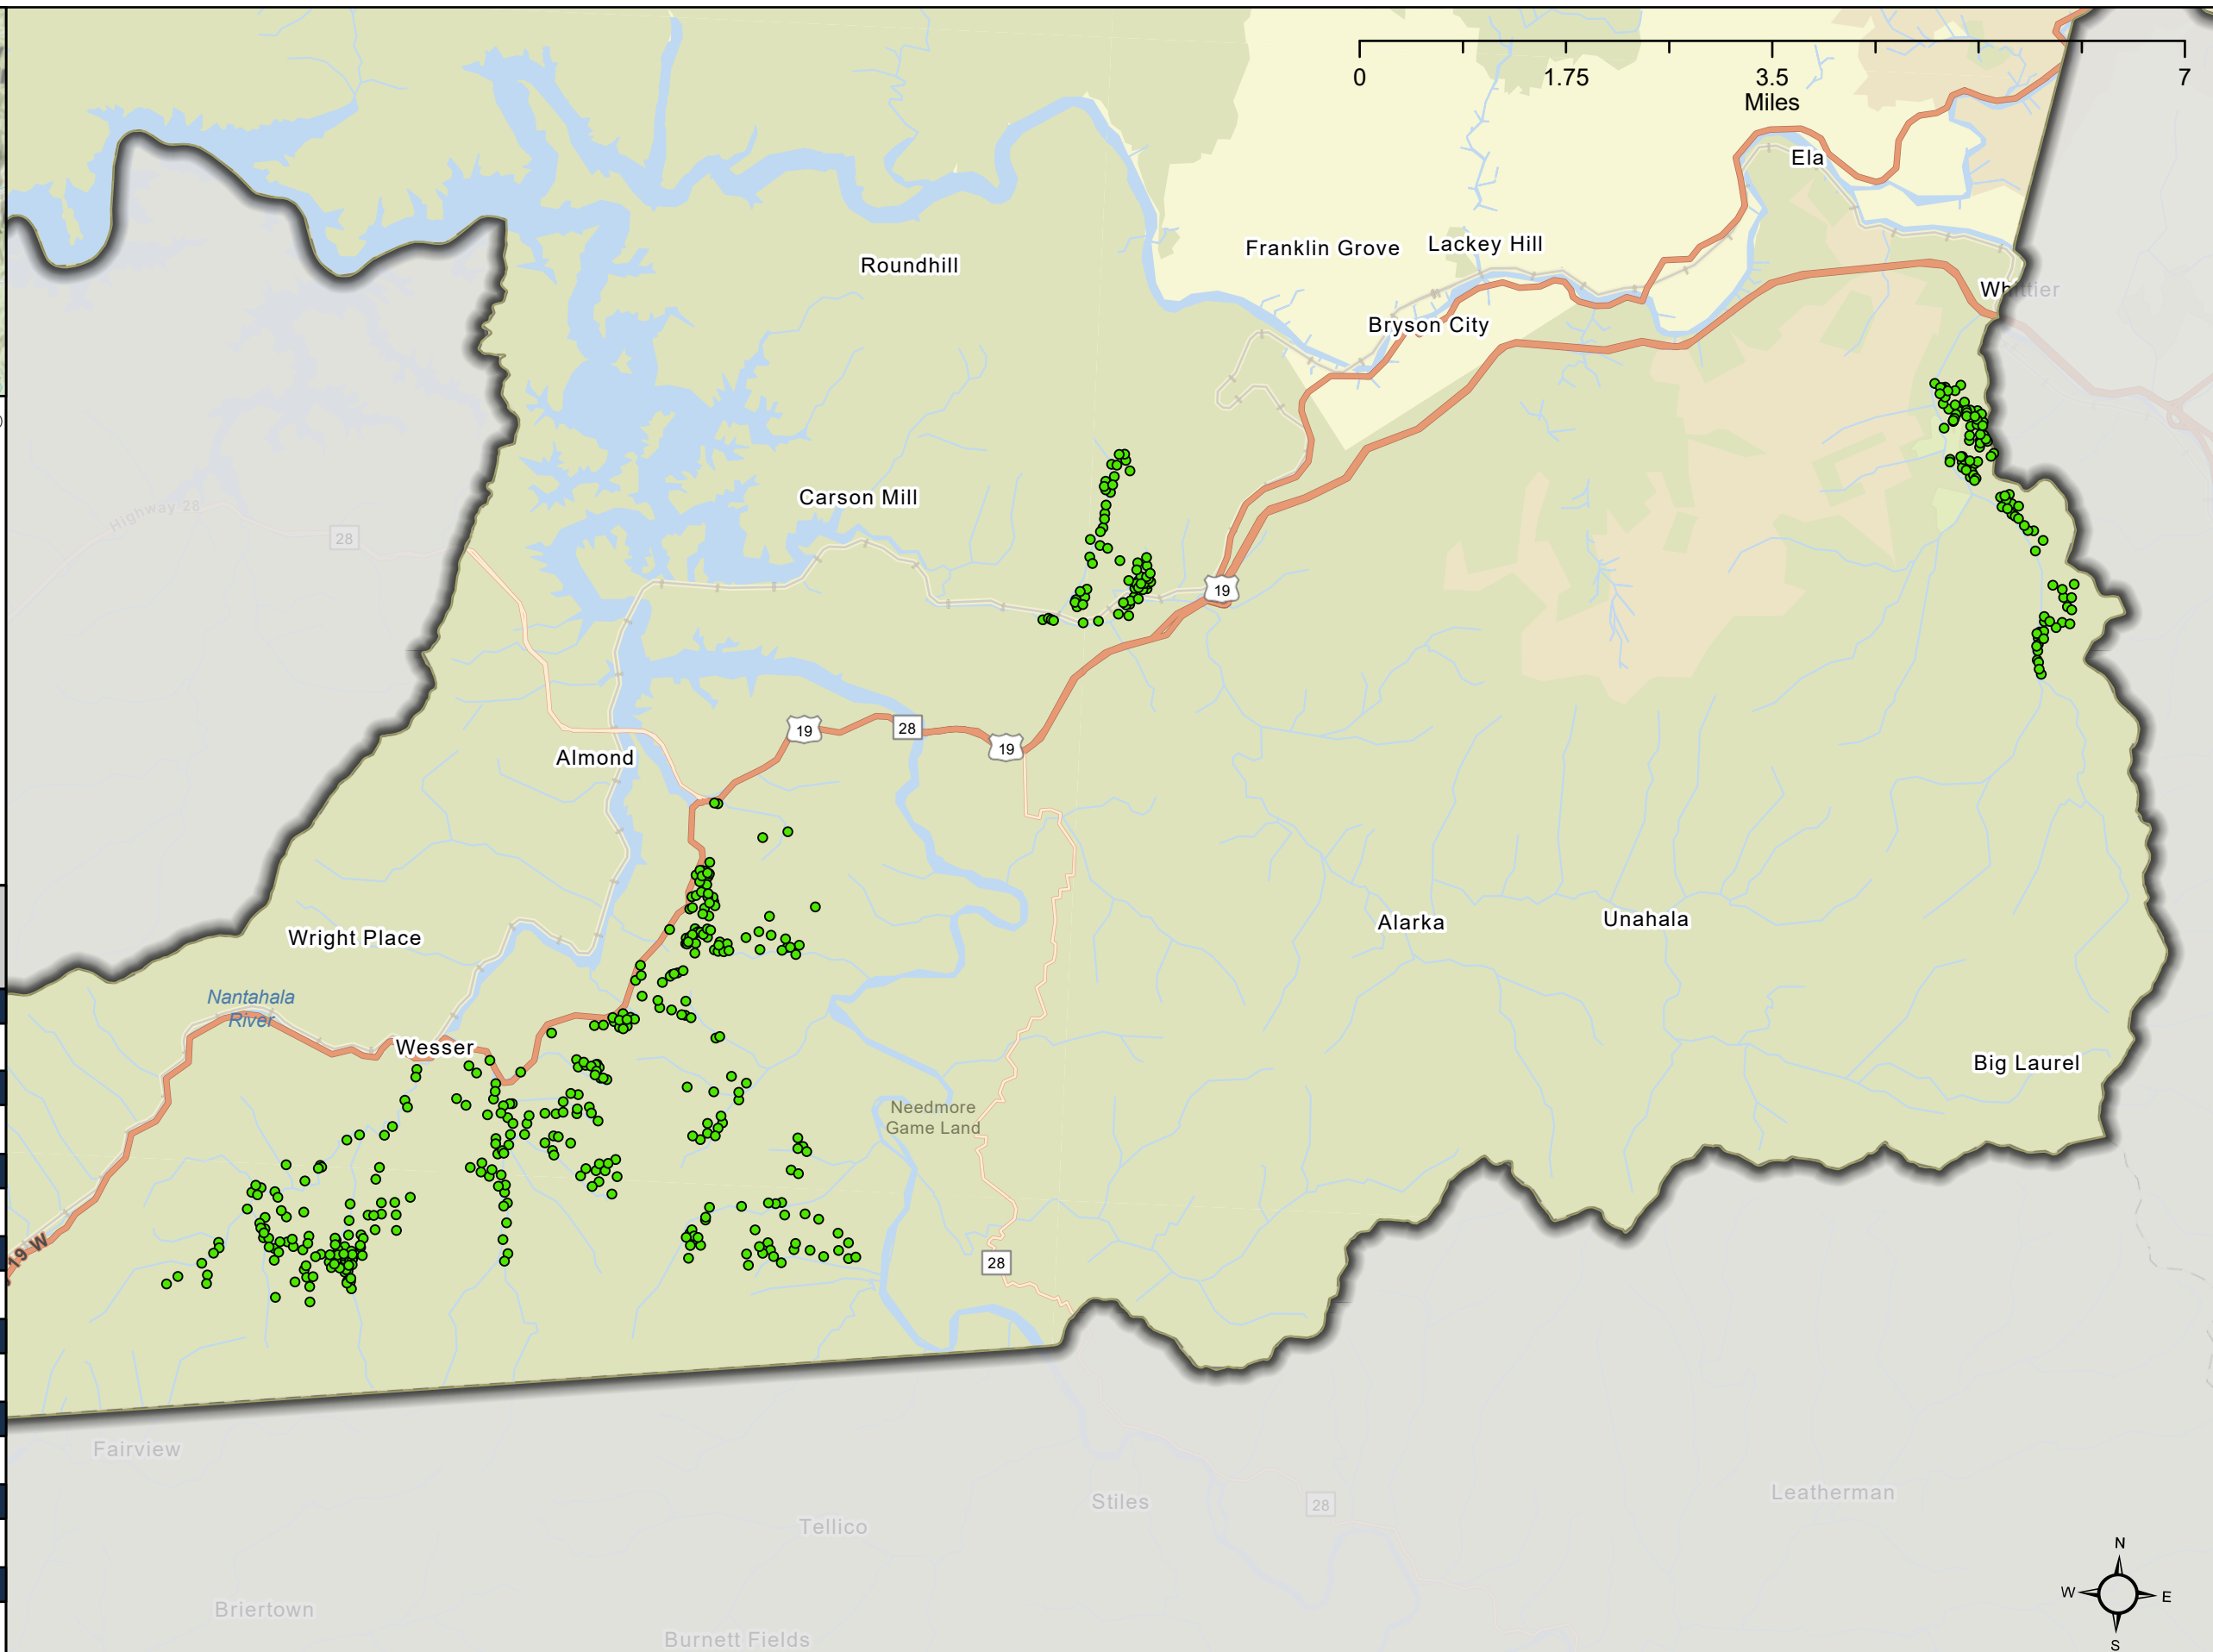 0
1.75
3.5
7
Miles
Ela
Franklin Grove
Lackey Hill
Roundhill
Whittier
Bryson City
Carson Mill
Highway 28
28
19
19
28
19
Almond
Alarka
Unahala
Wright Place
Nantahala
River
Wesser
Big Laurel
Needmore
Game Land
19 W
28
Fairview
Stiles
28
Leatherman
Tellico
N
W
E
S
Briertown
Burnett Fields